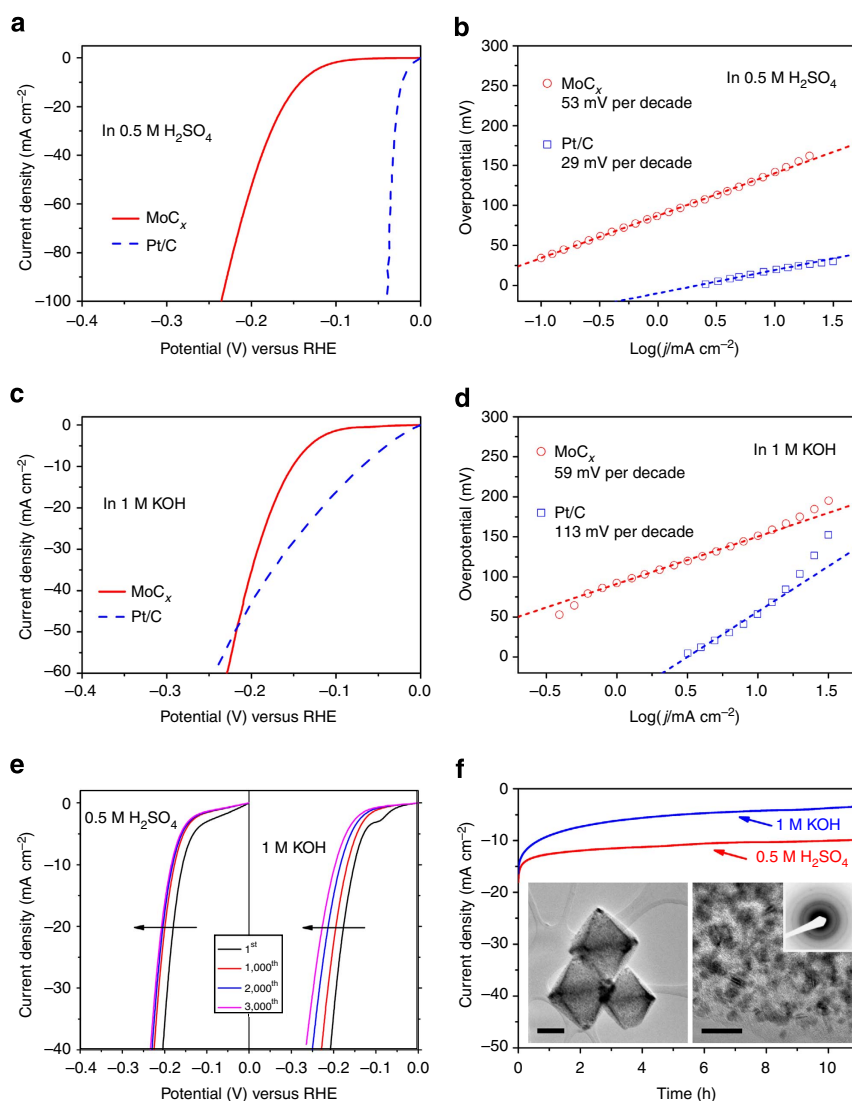 a
0
−20
−40
−60
−80
−100
Current density (mA cm⁻²)
In 0.5 M H₂SO₄
MoCₓ
Pt/C
−0.4
−0.3
−0.2
−0.1
0.0
Potential (V) versus RHE
b
300
250
200
150
100
50
0
Overpotential (mV)
In 0.5 M H₂SO₄
MoCₓ
53 mV per decade
Pt/C
29 mV per decade
−1.0
−0.5
0.0
0.5
1.0
1.5
Log(j/mA cm⁻²)
c
0
−10
−20
−30
−40
−50
−60
Current density (mA cm⁻²)
In 1 M KOH
MoCₓ
Pt/C
−0.4
−0.3
−0.2
−0.1
0.0
Potential (V) versus RHE
d
300
250
200
150
100
50
0
Overpotential (mV)
In 1 M KOH
MoCₓ
59 mV per decade
Pt/C
113 mV per decade
−0.5
0.0
0.5
1.0
1.5
Log(j/mA cm⁻²)
e
0
−10
−20
−30
−40
Current density (mA cm⁻²)
0.5 M H₂SO₄
1 M KOH
1ˢᵗ
1,000ᵗʰ
2,000ᵗʰ
3,000ᵗʰ
−0.3
−0.2
−0.1
−0.0
−0.3
−0.2
−0.1
−0.0
Potential (V) versus RHE
f
0
−10
−20
−30
−40
−50
Current density (mA cm⁻²)
1 M KOH
0.5 M H₂SO₄
0
2
4
6
8
10
Time (h)